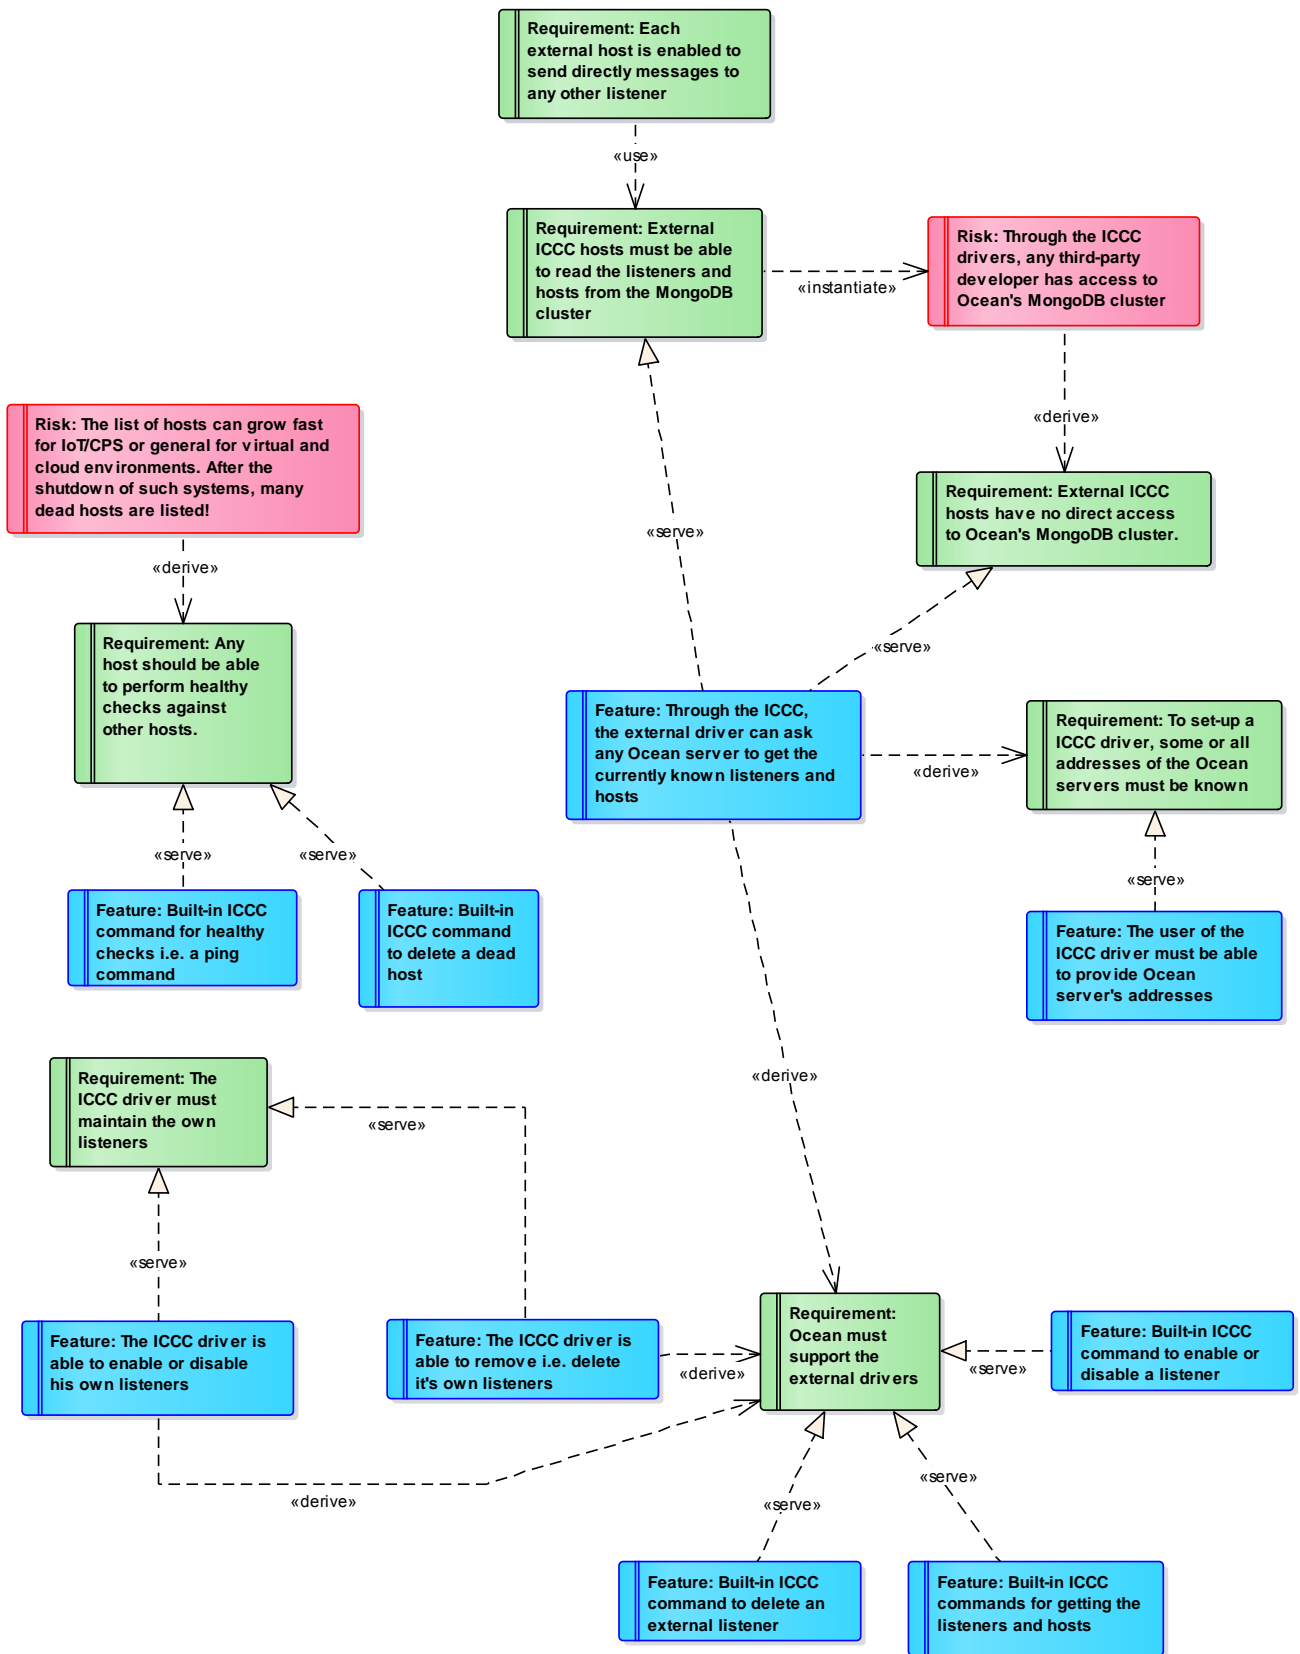 Requirement: Each
external host is enabled to
send directly messages to
any other listener
«use»
Requirement: External
ICCC hosts must be able
to read the listeners and
hosts from the MongoDB
cluster
«instantiate»
Risk: Through the ICCC
drivers, any third-party
developer has access to
Ocean's MongoDB cluster
«derive»
Risk: The list of hosts can grow fast
for IoT/CPS or general for virtual and
cloud environments. After the
shutdown of such systems, many
dead hosts are listed!
«derive»
Requirement: External ICCC
hosts have no direct access
to Ocean's MongoDB cluster.
«serve»
«serve»
Requirement: Any
host should be able
to perform healthy
checks against
other hosts.
Feature: Through the ICCC,
the external driver can ask
any Ocean server to get the
currently known listeners and
hosts
«derive»
Requirement: To set-up a
ICCC driver, some or all
addresses of the Ocean
servers must be known
«serve»
«serve»
«serve»
Feature: Built-in ICCC
command for healthy
checks i.e. a ping
command
Feature: Built-in
ICCC command
to delete a dead
host
Feature: The user of the
ICCC driver must be able
to provide Ocean
server's addresses
«derive»
Requirement: The
ICCC driver must
maintain the own
listeners
«serve»
«serve»
Feature: The ICCC driver is
able to enable or disable
his own listeners
Feature: The ICCC driver is
able to remove i.e. delete
it's own listeners
«derive»
Requirement:
Ocean must
support the
external drivers
«serve»
Feature: Built-in ICCC
command to enable or
disable a listener
«derive»
«serve»
«serve»
Feature: Built-in ICCC
command to delete an
external listener
Feature: Built-in ICCC
commands for getting the
listeners and hosts